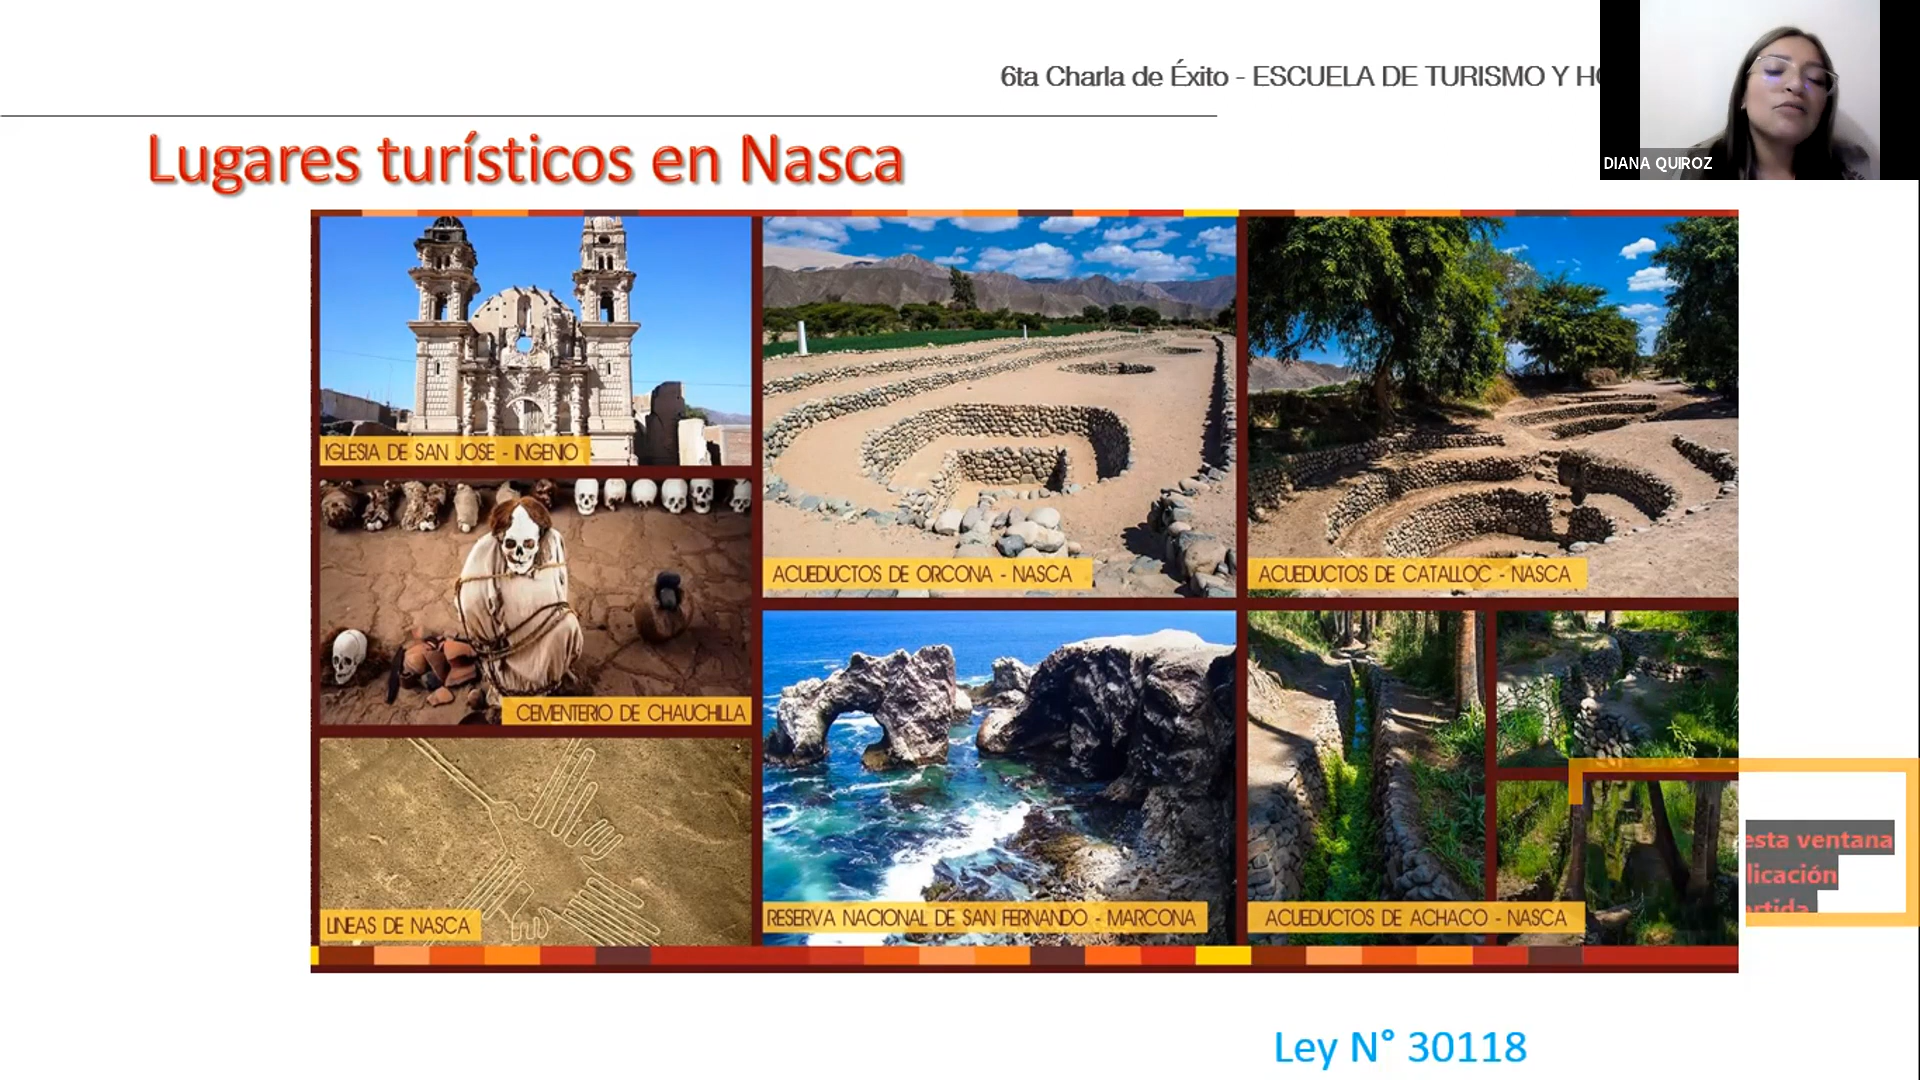 6ta Charla de Éxito - ESCUELA DE TURISMO Y
DIANA QUIROZ
Lugares turísticos en Nasca
IGLESIA DE SAN JOSE - INGENIO
ACUEDUCTOS DE ORCONA - NASCA
ACUEDUCTOS DE CATALLOC - NASCA
CEMENTERIO DE CHAUCHILLA
LINEAS DE NASCA
RESERVA NACIONAL DE SAN FERNANDO - MARCONA
ACUEDUCTOS DE ACHACO - NASCA
esta ventana
licación
rtida
Ley N° 30118